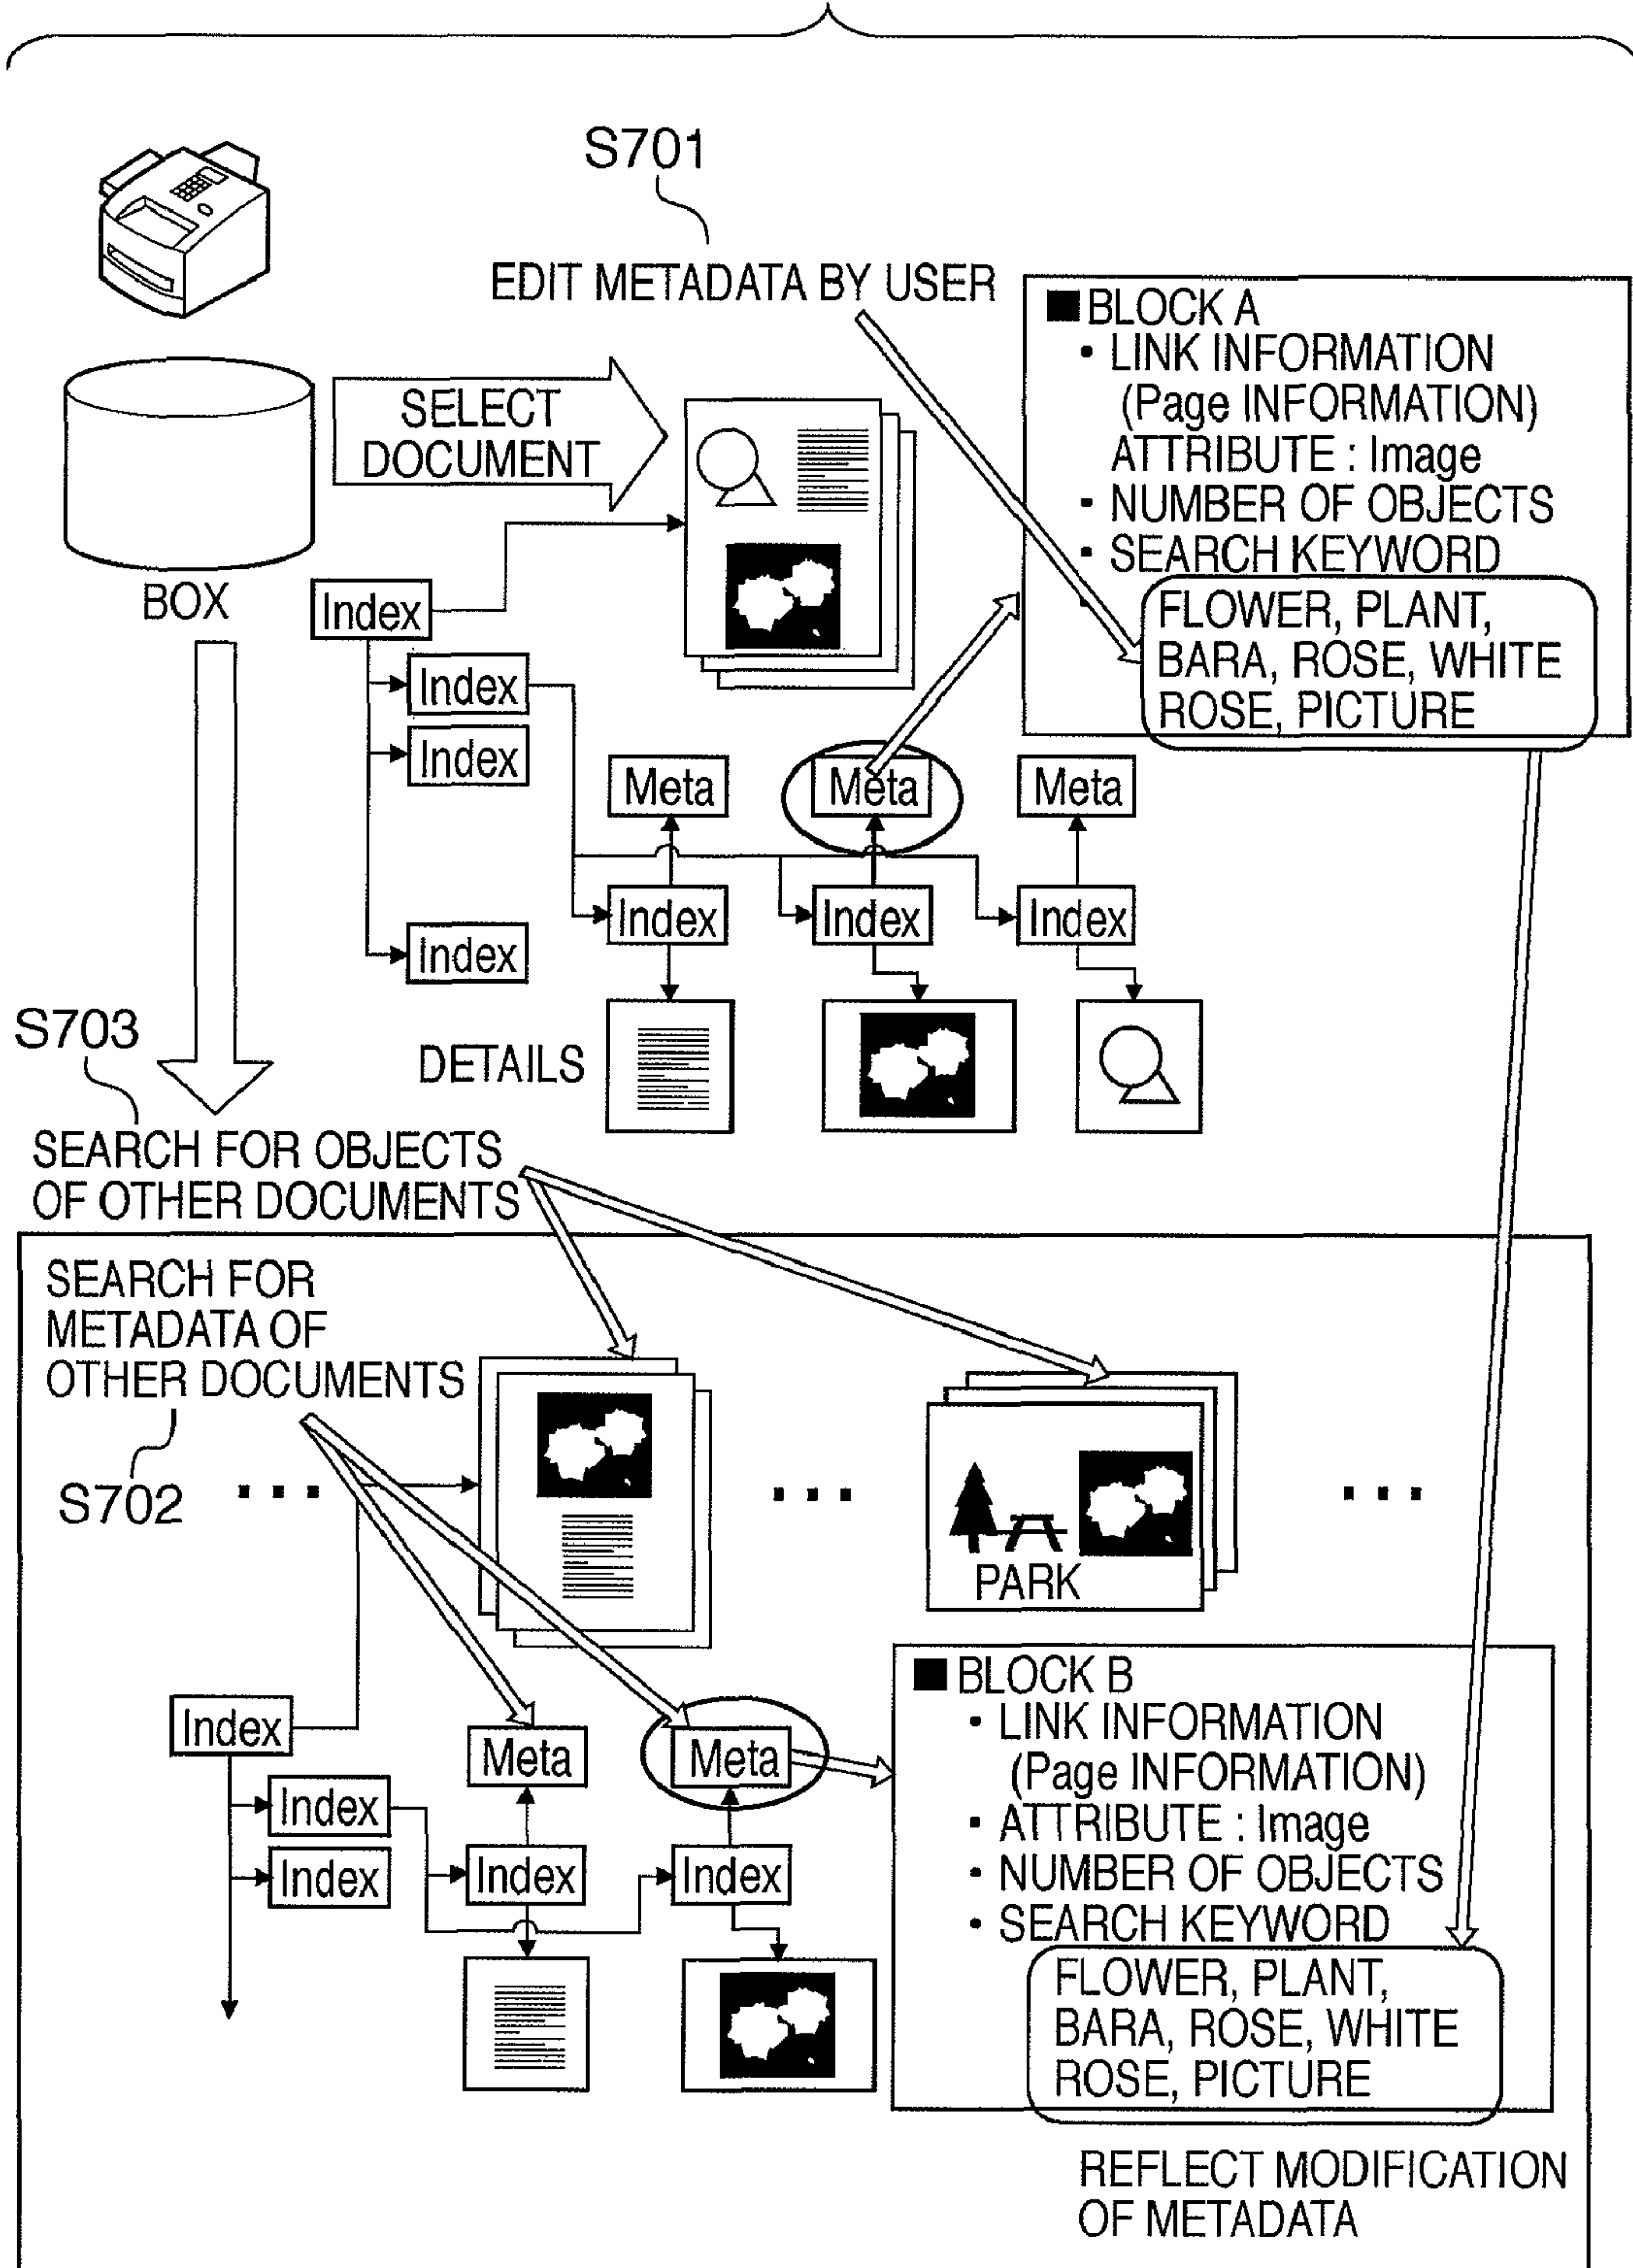 S701
EDIT METADATA BY USER
■ BLOCK A
・ LINK INFORMATION
(Page INFORMATION)
ATTRIBUTE : Image
・ NUMBER OF OBJECTS
・ SEARCH KEYWORD
FLOWER, PLANT,
BARA, ROSE, WHITE
ROSE, PICTURE
SELECT
DOCUMENT
BOX
Index
Index
Index
Meta
Meta
Meta
Index
Index
Index
Index
S703
DETAILS
SEARCH FOR OBJECTS
OF OTHER DOCUMENTS
SEARCH FOR
METADATA OF
OTHER DOCUMENTS
S702
...
...
...
PARK
■ BLOCK B
・ LINK INFORMATION
(Page INFORMATION)
・ ATTRIBUTE : Image
・ NUMBER OF OBJECTS
・ SEARCH KEYWORD
FLOWER, PLANT,
BARA, ROSE, WHITE
ROSE, PICTURE
Index
Meta
Meta
Index
Index
Index
Index
REFLECT MODIFICATION
OF METADATA